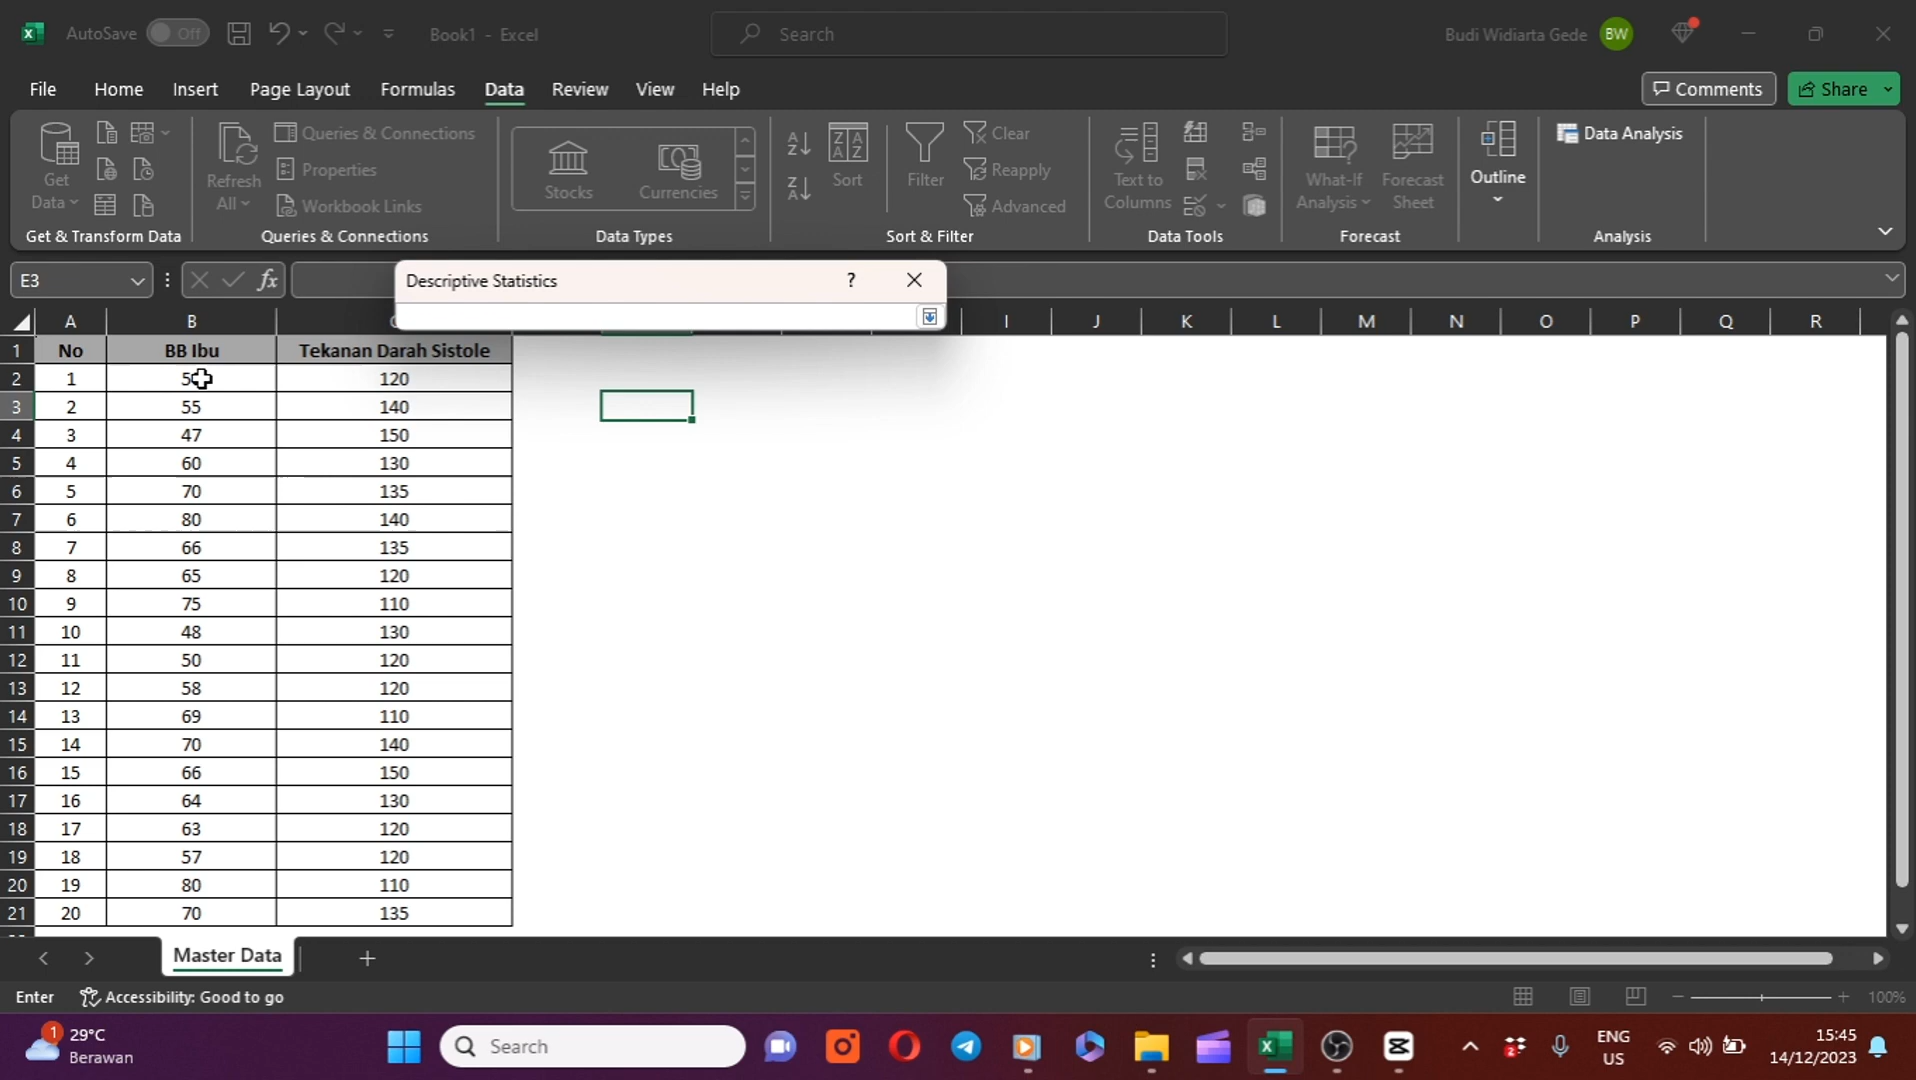 AutoSave Off Book1 - Excel Search Budi Widiarta Gede BW
File Home Insert Page Layout Formulas Data Review View Help Comments Share
Get Data
Refresh All
Queries & Connections
Properties
Workbook Links
Stocks
Currencies
Sort
Filter
Clear
Reapply
Advanced
Text to Columns
What-If Analysis
Forecast Sheet
Outline
Data Analysis
Get & Transform Data Queries & Connections Data Types Sort & Filter Data Tools Forecast Analysis
E3 fx
Descriptive Statistics ?
A B I J K L M N O P Q R
1 No BB Ibu Tekanan Darah Sistole
2 1 120
3 2 55 140
4 3 47 150
5 4 60 130
6 5 70 135
7 6 80 140
8 7 66 135
9 8 65 120
10 9 75 110
11 10 48 130
12 11 50 120
13 12 58 120
14 13 69 110
15 14 70 140
16 15 66 150
17 16 64 130
18 17 63 120
19 18 57 120
20 19 80 110
21 20 70 135
Master Data
Enter Accessibility: Good to go 100%
1 29°C
Berawan
Search
2
ENG
US
15:45
14/12/2023